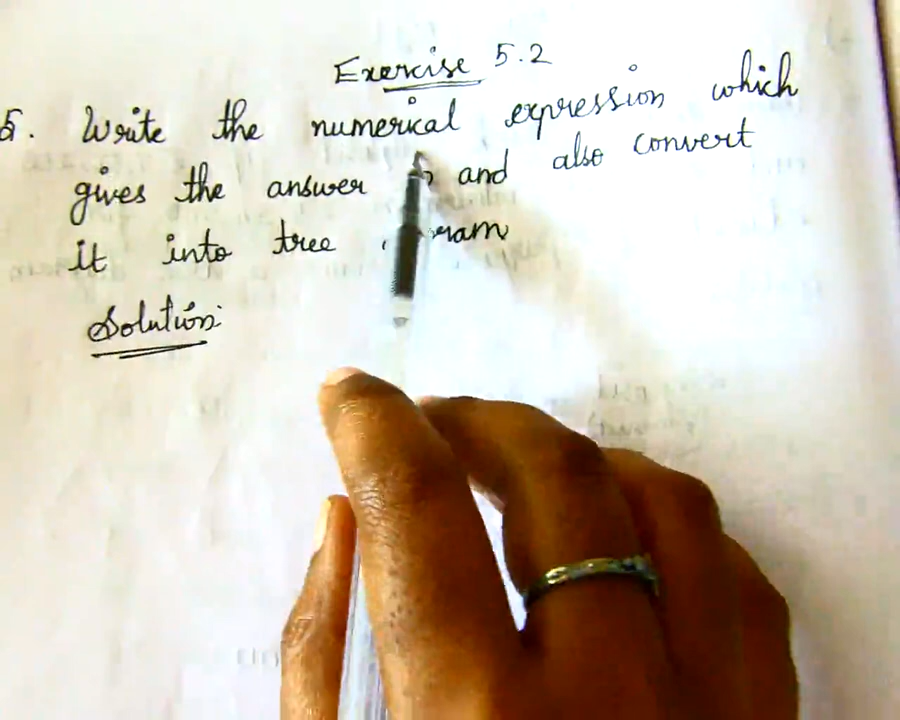 Exercise 5.2
5. Write the numerical expression which
gives the answer and also convert
it into tree
Solution: